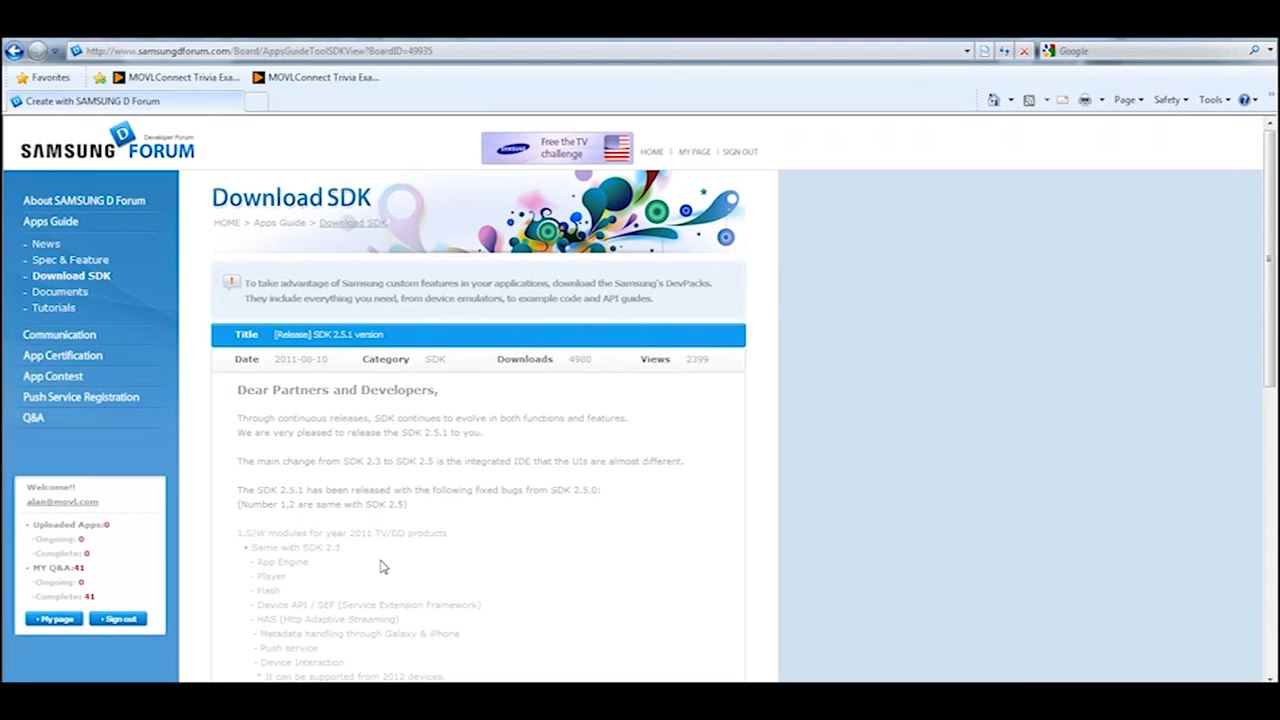 http://www.samsungdforum.com/Board/AppsGuideToolSDKView?BoardID=49935
Google
Favorites
MOVLConnect Trivia Exa...
MOVLConnect Trivia Exa...
Create with SAMSUNG D Forum
Page
Safety
Tools
SAMSUNG D FORUM
Developer Forum
SAMSUNG
Free the TV
challenge
HOME | MY PAGE | SIGN OUT
About SAMSUNG D Forum
Apps Guide
- News
- Spec & Feature
- Download SDK
- Documents
- Tutorials
Communication
App Certification
App Contest
Push Service Registration
Q&A
Welcome!!
alan@movl.com
• Uploaded Apps:0
-Ongoing: 0
-Complete: 0
• MY Q&A:41
-Ongoing: 0
-Complete: 41
My page
Sign out
Download SDK
HOME > Apps Guide > Download SDK
To take advantage of Samsung custom features in your applications, download the Samsung's DevPacks.
They include everything you need, from device emulators, to example code and API guides.
Title [Release] SDK 2.5.1 version
Date 2011-08-10 Category SDK Downloads 4980 Views 2399
Dear Partners and Developers,
Through continuous releases, SDK continues to evolve in both functions and features.
We are very pleased to release the SDK 2.5.1 to you.
The main change from SDK 2.3 to SDK 2.5 is the integrated IDE that the UIs are almost different.
The SDK 2.5.1 has been released with the following fixed bugs from SDK 2.5.0:
(Number 1,2 are same with SDK 2.5)
1.S/W modules for year 2011 TV/BD products
• Same with SDK 2.3
- App Engine
- Player
- Flash
- Device API / SEF (Service Extension Framework)
- HAS (Http Adaptive Streaming)
- Metadata handling through Galaxy & iPhone
- Push service
- Device Interaction
* It can be supported from 2012 devices.